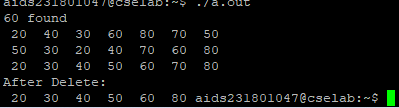 aids231801047@cselab:~$ ./a.out
60 found
20 40 30 60 80 70 50
50 30 20 40 70 60 80
20 30 40 50 60 70 80
After Delete:
20 30 40 50 60 80 aids231801047@cselab:~$